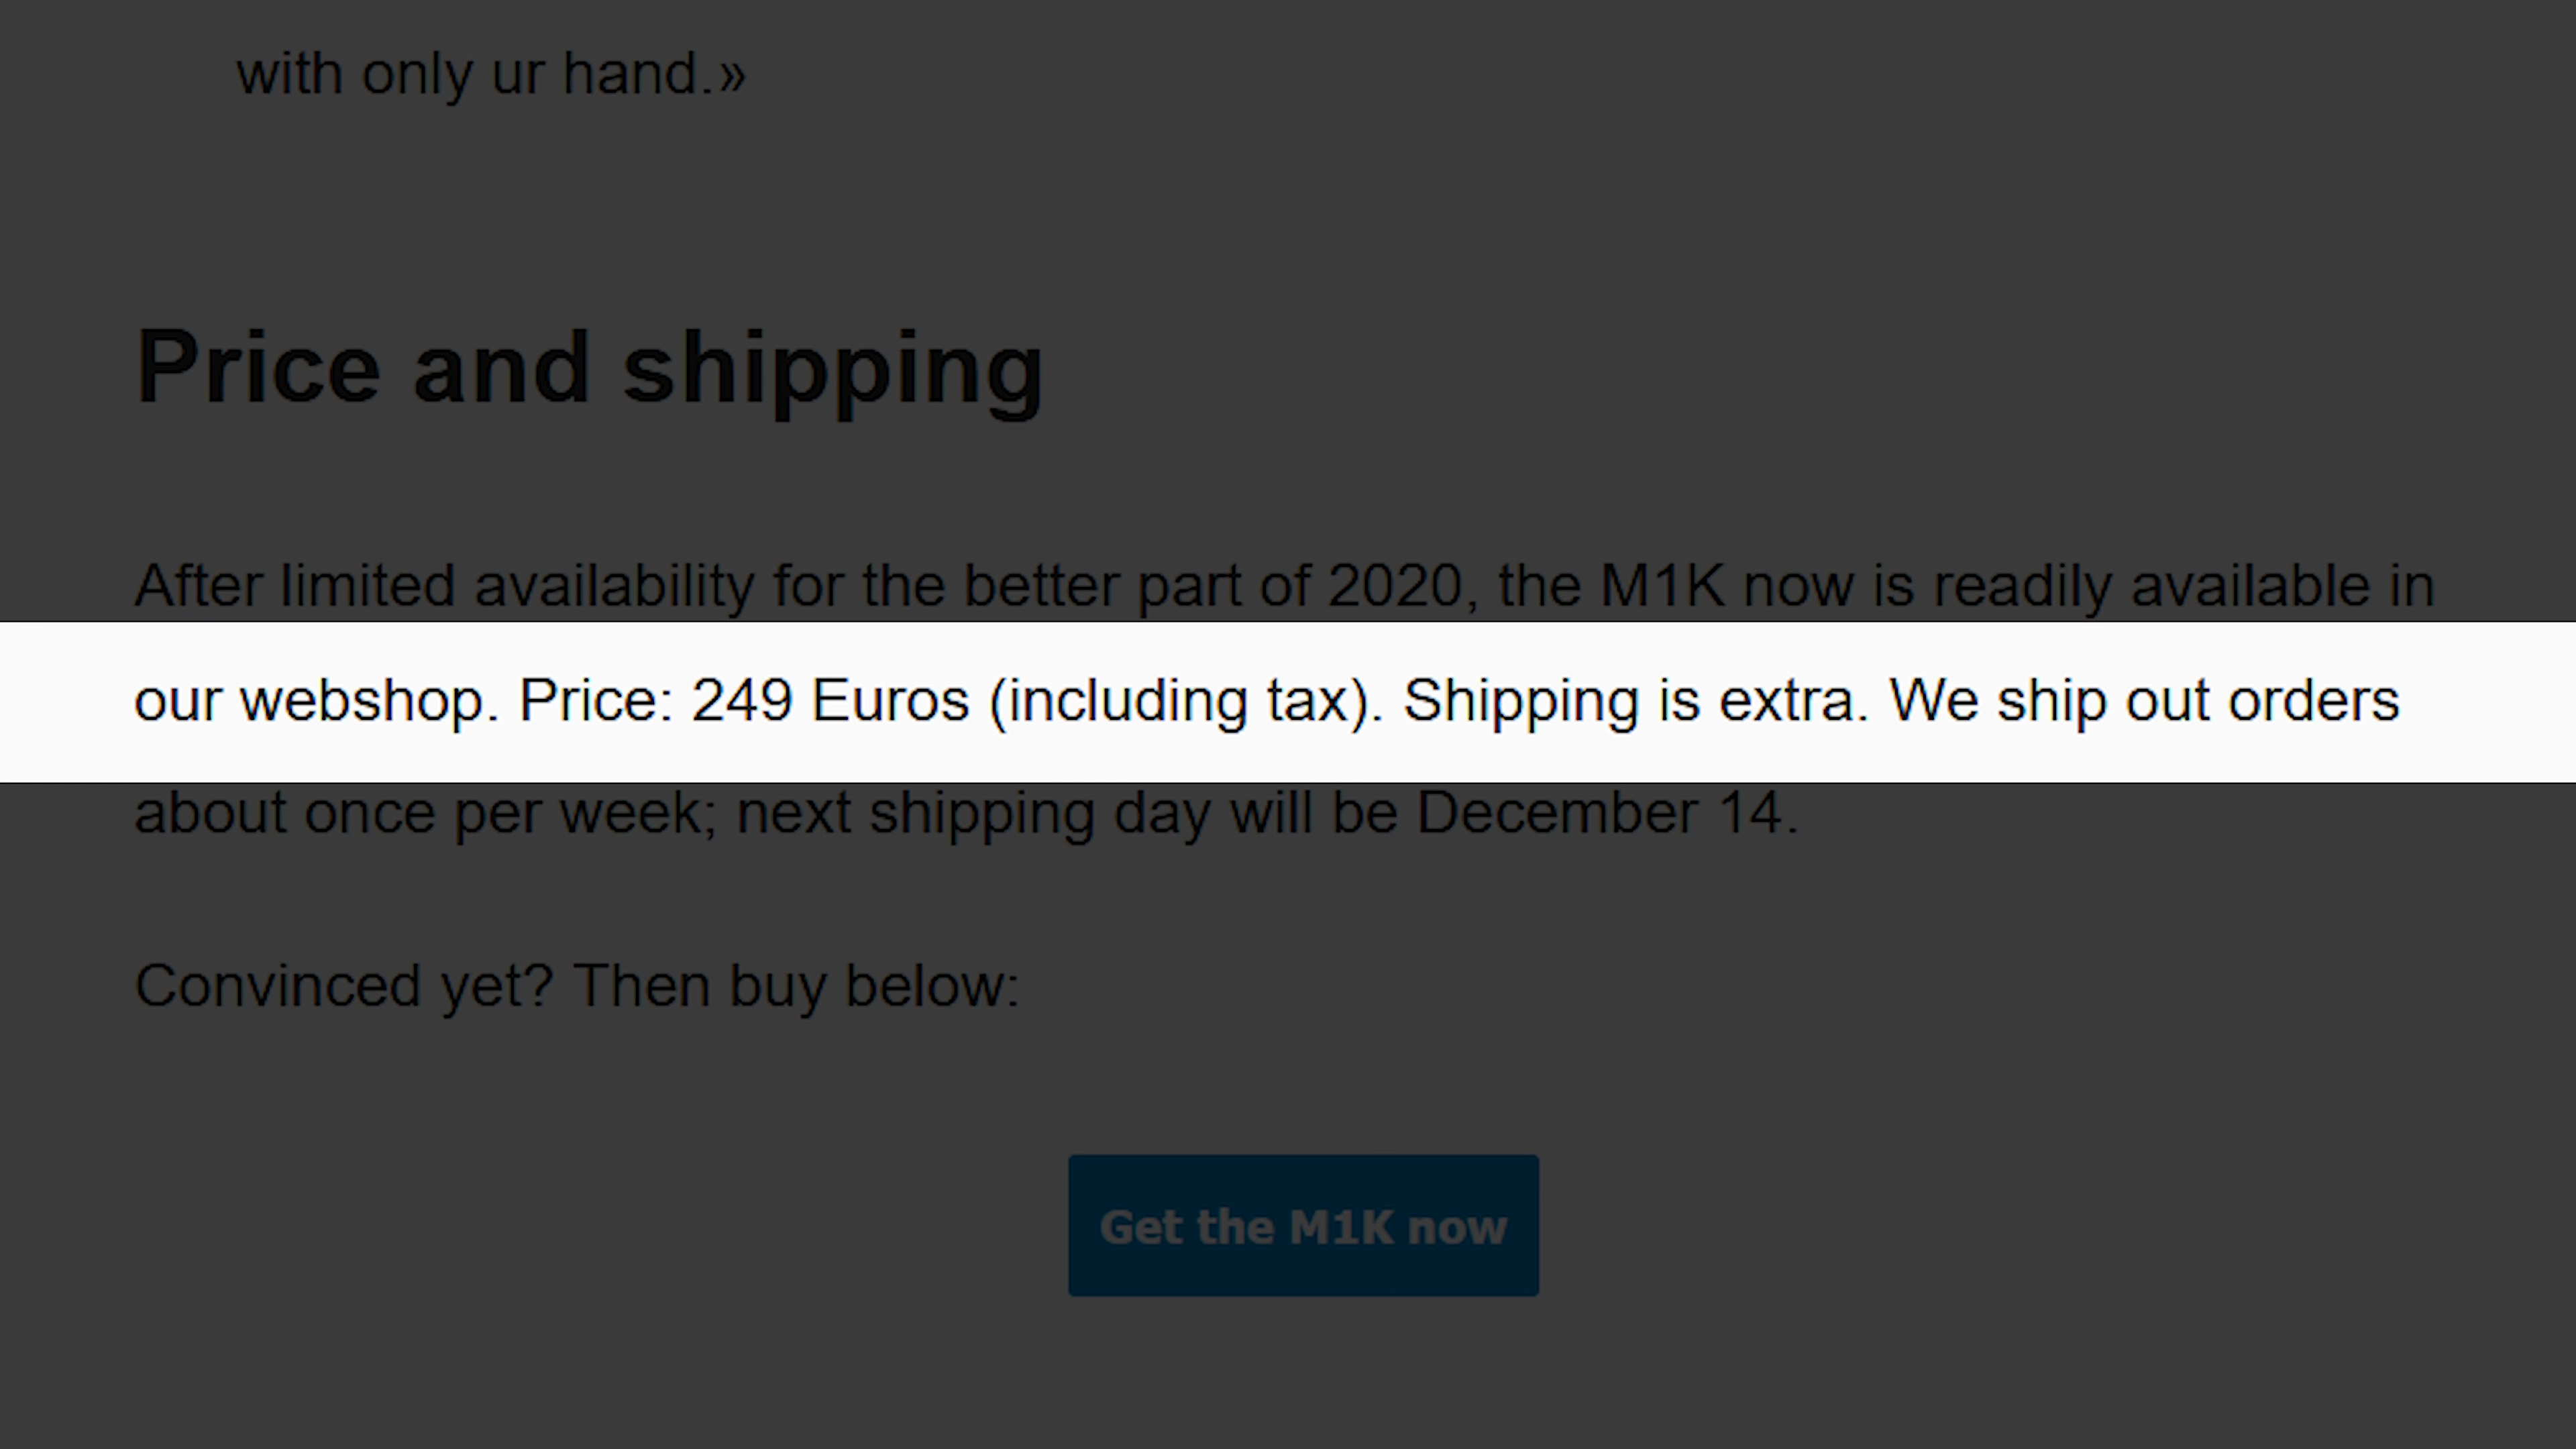 with only ur hand.»
Price and shipping
After limited availability for the better part of 2020, the M1K now is readily available in
our webshop. Price: 249 Euros (including tax). Shipping is extra. We ship out orders
about once per week; next shipping day will be December 14.
Convinced yet? Then buy below:
Get the M1K now